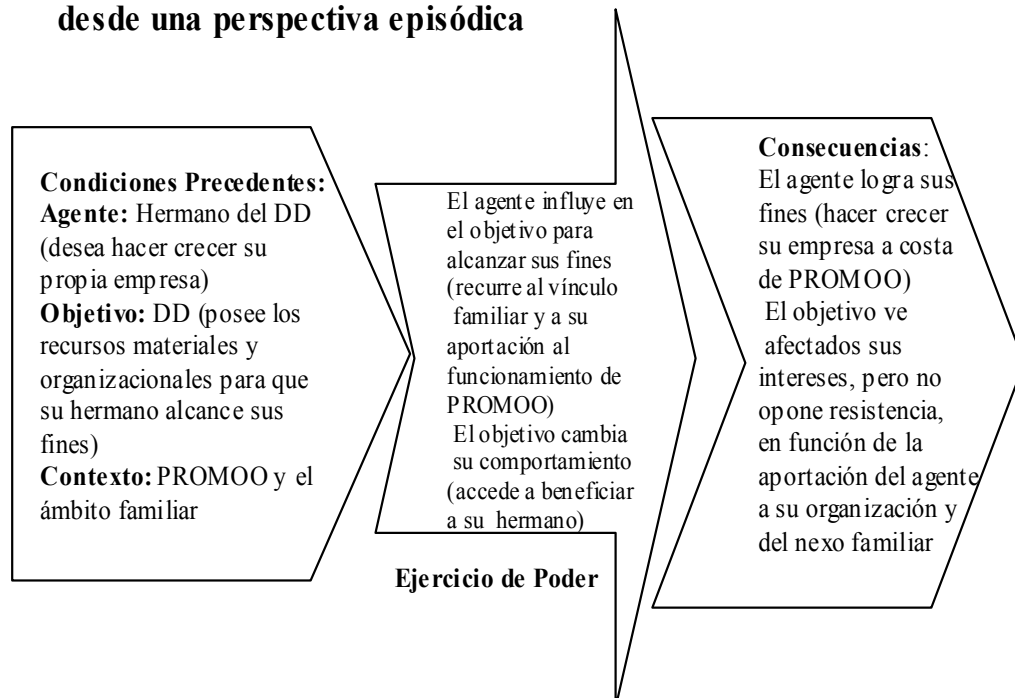 desde una perspectiva episódica
Condiciones Precedentes:
Agente: Hermano del DD
(desea hacer crecer su
propia empresa)
Objetivo: DD (posee los
recursos materiales y
organizacionales para que
su hermano alcance sus
fines)
Contexto: PROMOO y el
ámbito familiar
El agente influye en
el objetivo para
alcanzar sus fines
(recurre al vínculo
familiar y a su
aportación al
funcionamiento de
PROMOO)
El objetivo cambia
su comportamiento
(accede a beneficiar
a su hermano)
Ejercicio de Poder
Consecuencias:
El agente logra sus
fines (hacer crecer
su empresa a costa
de PROMOO)
El objetivo ve
afectados sus
intereses, pero no
opone resistencia,
en función de la
aportación del agente
a su organización y
del nexo familiar